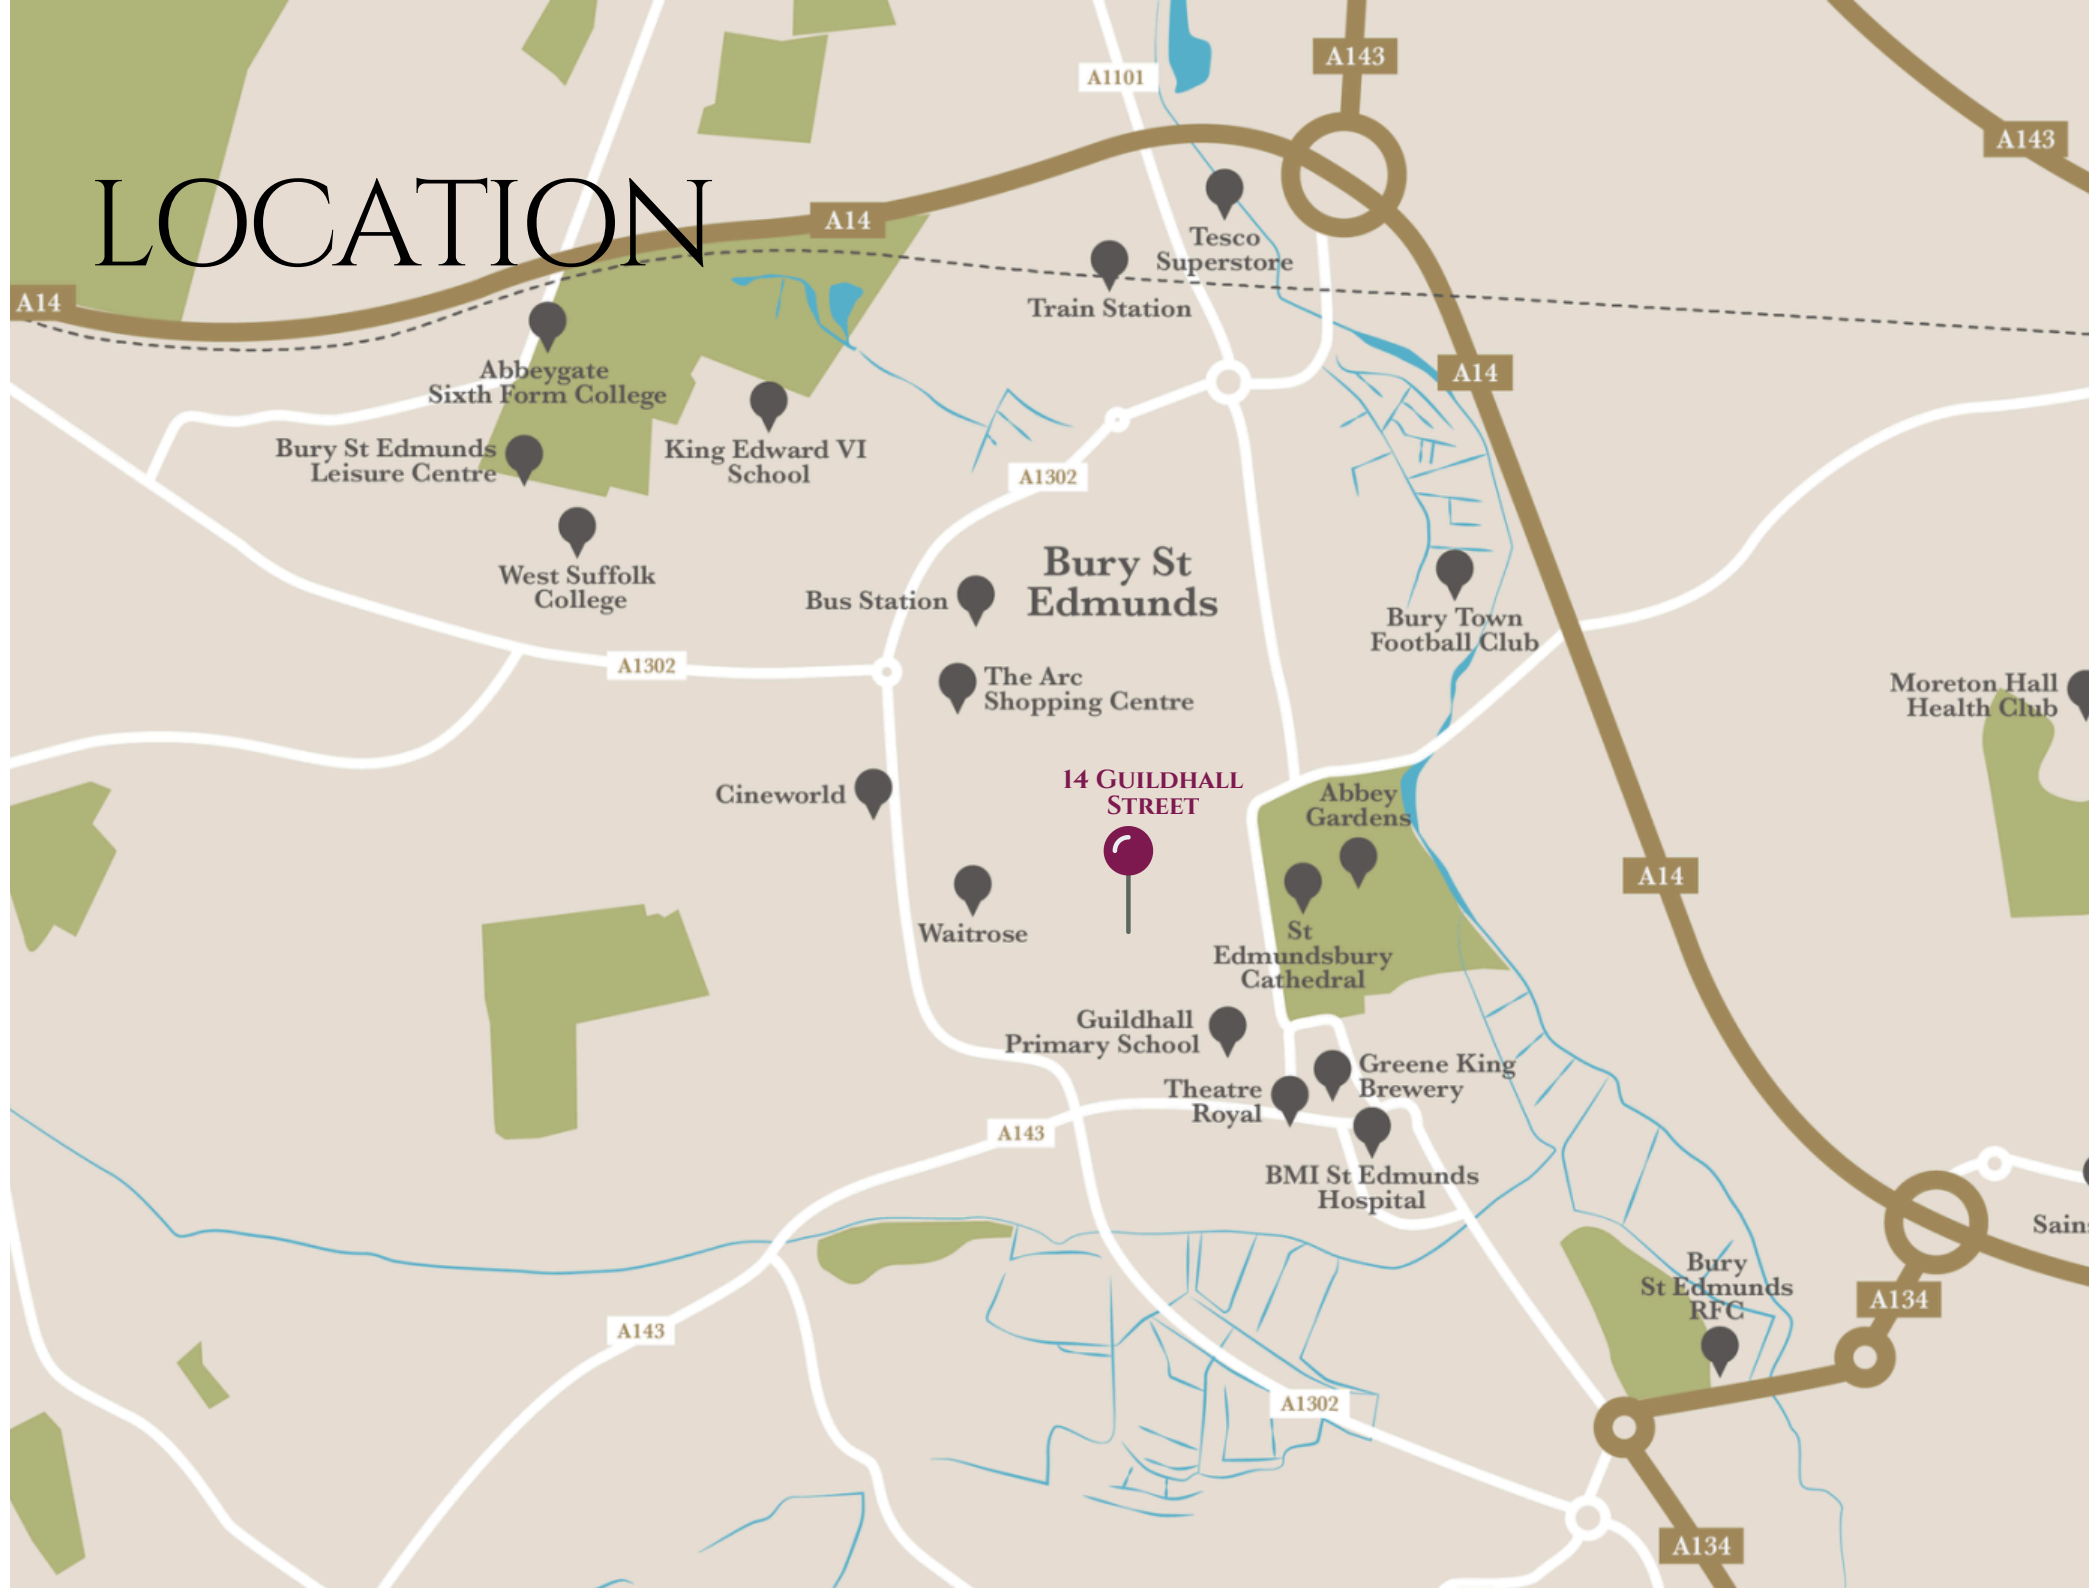 A143
A1101
A143
LOCATION
A14
Tesco
Superstore
Train Station
A14
Abbeygate
Sixth Form College
A14
Bury St Edmunds
Leisure Centre
King Edward VI
School
A1302
West Suffolk
College
Bury St
Edmunds
Bus Station
Bury Town
Football Club
A1302
The Arc
Shopping Centre
Moreton Hall
Health Club
Cineworld
14 GUILDHALL
STREET
Abbey
Gardens
A14
Waitrose
St
Edmundsbury
Cathedral
Guildhall
Primary School
Greene King
Brewery
Theatre
Royal
A143
BMI St Edmunds
Hospital
Sain
Bury
St Edmunds
RFC
A134
A143
A1302
A134